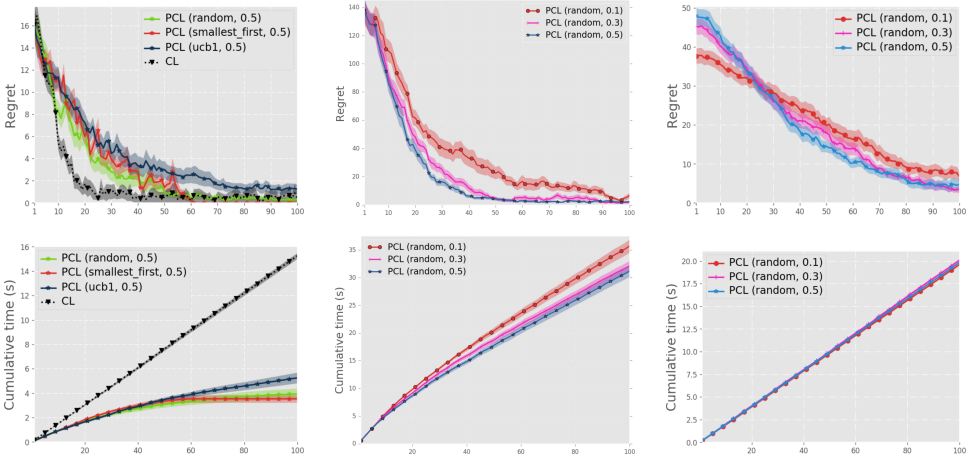 Regret
16
14
12
10
8
6
4
2
0
PCL (random, 0.5)
PCL (smallest_first, 0.5)
PCL (ucb1, 0.5)
CL
1 10 20 30 40 50 60 70 80 90 100
Regret
140
120
100
80
60
40
20
0
PCL (random, 0.1)
PCL (random, 0.3)
PCL (random, 0.5)
1 10 20 30 40 50 60 70 80 90 100
Regret
50
40
30
20
10
0
PCL (random, 0.1)
PCL (random, 0.3)
PCL (random, 0.5)
1 10 20 30 40 50 60 70 80 90 100
Cumulative time (s)
16
14
12
10
8
6
4
2
0
PCL (random, 0.5)
PCL (smallest_first, 0.5)
PCL (ucb1, 0.5)
CL
20 40 60 80 100
Cumulative time (s)
35
30
25
20
15
10
5
0
PCL (random, 0.1)
PCL (random, 0.3)
PCL (random, 0.5)
20 40 60 80 100
Cumulative time (s)
20.0
17.5
15.0
12.5
10.0
7.5
5.0
2.5
0.0
PCL (random, 0.1)
PCL (random, 0.3)
PCL (random, 0.5)
20 40 60 80 100